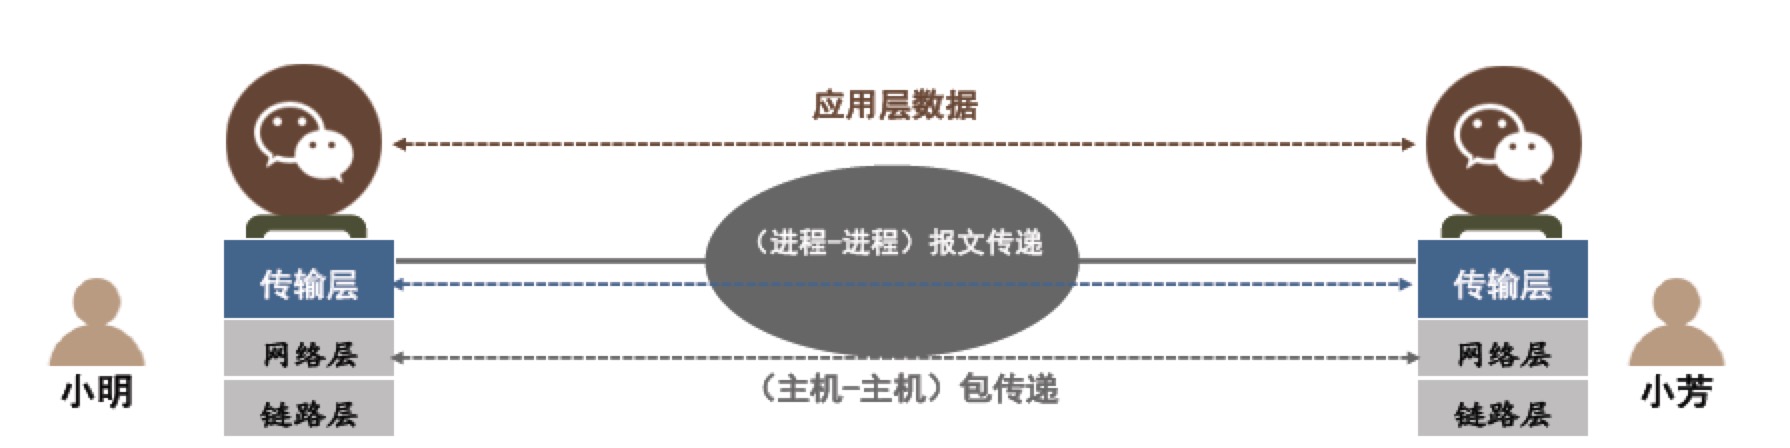 应用层数据
（进程-进程）报文传递
传输层
传输层
网络层
网络层
（主机-主机）包传递
链路层
链路层
小明
小芳